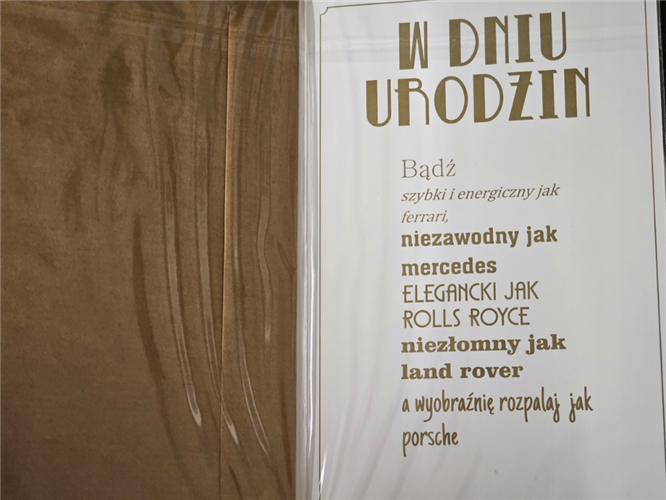 W DNIU
URODZIN
Bądź
szybki i energiczny jak
ferrari,
niezawodny jak
mercedes
ELEGANCKI JAK
ROLLS ROYCE
niezłomny jak
land rover
a wyobraźnię rozpalaj jak
porsche